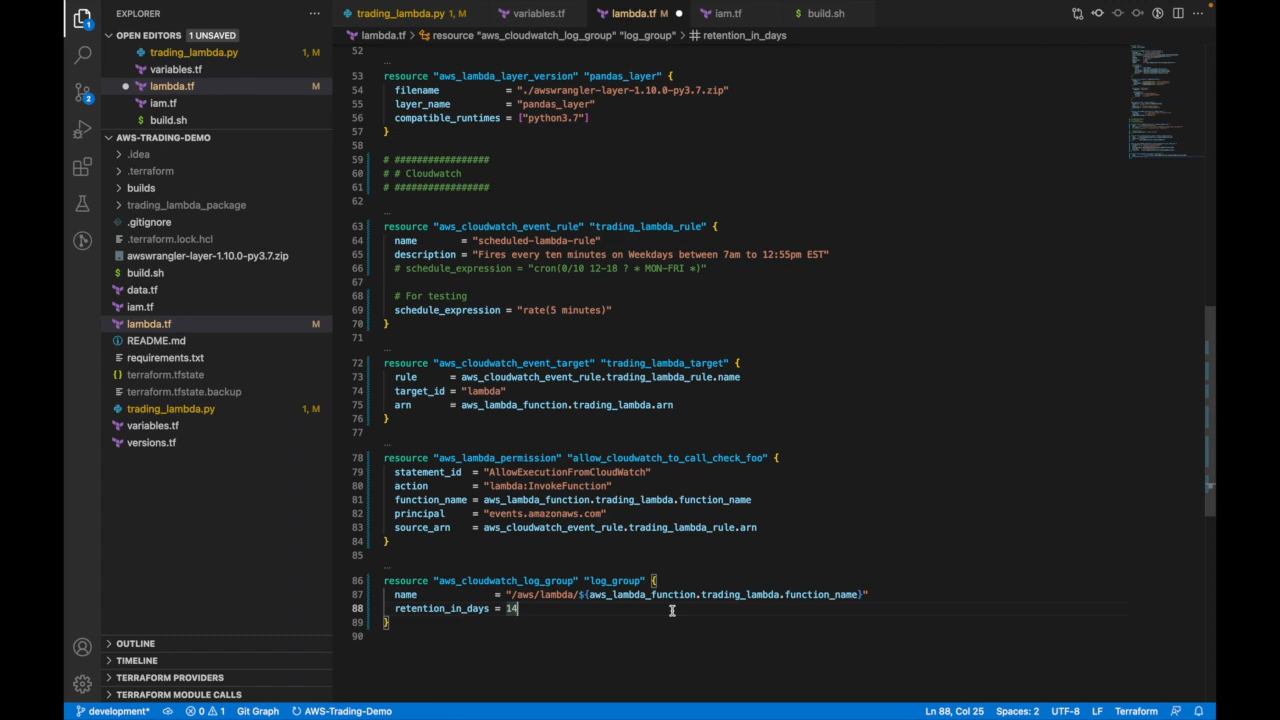 EXPLORER
...
trading_lambda.py 1, M
variables.tf
lambda.tf M
iam.tf
build.sh
...
OPEN EDITORS 1 UNSAVED
trading_lambda.py 1, M
variables.tf
lambda.tf M
iam.tf
build.sh
AWS-TRADING-DEMO
.idea
.terraform
builds
trading_lambda_package
.gitignore
.terraform.lock.hcl
awswrangler-layer-1.10.0-py3.7.zip
build.sh
data.tf
iam.tf
lambda.tf M
README.md
requirements.txt
terraform.tfstate
terraform.tfstate.backup
trading_lambda.py 1, M
variables.tf
versions.tf
OUTLINE
TIMELINE
TERRAFORM PROVIDERS
TERRAFORM MODULE CALLS
1
2
lambda.tf > resource "aws_cloudwatch_log_group" "log_group" > # retention_in_days
52
...
53 resource "aws_lambda_layer_version" "pandas_layer" {
54 filename = "./awswrangler-layer-1.10.0-py3.7.zip"
55 layer_name = "pandas_layer"
56 compatible_runtimes = ["python3.7"]
57 }
58
59 # #################
60 # # Cloudwatch
61 # #################
62
...
63 resource "aws_cloudwatch_event_rule" "trading_lambda_rule" {
64 name = "scheduled-lambda-rule"
65 description = "Fires every ten minutes on Weekdays between 7am to 12:55pm EST"
66 # schedule_expression = "cron(0/10 12-18 ? * MON-FRI *)"
67
68 # For testing
69 schedule_expression = "rate(5 minutes)"
70 }
71
...
72 resource "aws_cloudwatch_event_target" "trading_lambda_target" {
73 rule = aws_cloudwatch_event_rule.trading_lambda_rule.name
74 target_id = "lambda"
75 arn = aws_lambda_function.trading_lambda.arn
76 }
77
...
78 resource "aws_lambda_permission" "allow_cloudwatch_to_call_check_foo" {
79 statement_id = "AllowExecutionFromCloudWatch"
80 action = "lambda:InvokeFunction"
81 function_name = aws_lambda_function.trading_lambda.function_name
82 principal = "events.amazonaws.com"
83 source_arn = aws_cloudwatch_event_rule.trading_lambda_rule.arn
84 }
85
...
86 resource "aws_cloudwatch_log_group" "log_group" {
87 name = "/aws/lambda/${aws_lambda_function.trading_lambda.function_name}"
88 retention_in_days = 14
89 }
90
development* 0 1 Git Graph AWS-Trading-Demo Ln 88, Col 25 Spaces: 2 UTF-8 LF Terraform